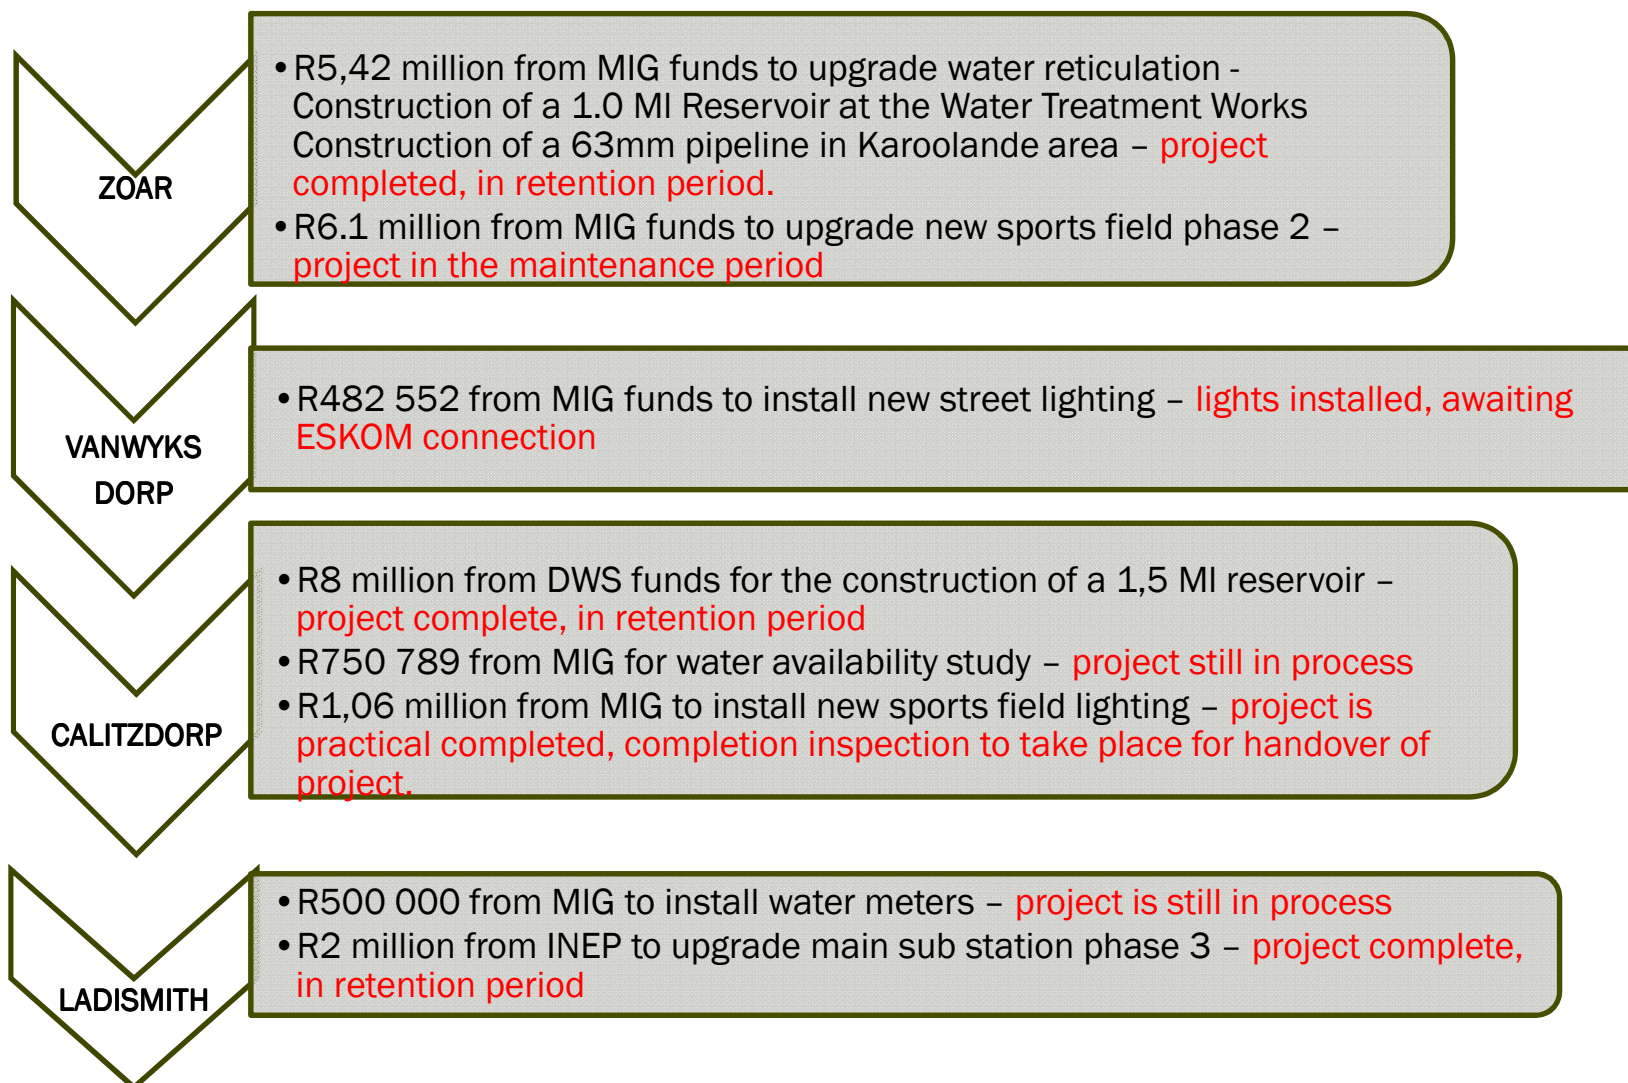 ZOAR
•R5,42 million from MIG funds to upgrade water reticulation -
Construction of a 1.0 Ml Reservoir at the Water Treatment Works
Construction of a 63mm pipeline in Karoolande area – project
completed, in retention period.
•R6.1 million from MIG funds to upgrade new sports field phase 2 –
project in the maintenance period
VANWYKS
DORP
•R482 552 from MIG funds to install new street lighting – lights installed, awaiting
ESKOM connection
CALITZDORP
•R8 million from DWS funds for the construction of a 1,5 Ml reservoir –
project complete, in retention period
•R750 789 from MIG for water availability study – project still in process
•R1,06 million from MIG to install new sports field lighting – project is
practical completed, completion inspection to take place for handover of
project.
LADISMITH
•R500 000 from MIG to install water meters – project is still in process
•R2 million from INEP to upgrade main sub station phase 3 – project complete,
in retention period